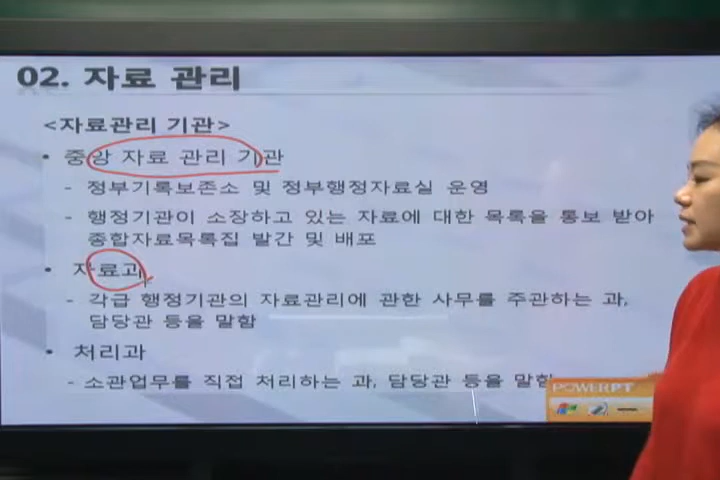 02. 자료 관리
<자료관리 기관>
• 중앙 자료 관리 기관
- 정부기록보존소 및 정부행정자료실 운영
- 행정기관이 소장하고 있는 자료에 대한 목록을 통보 받아
종합자료목록집 발간 및 배포
• 자료과
- 각급 행정기관의 자료관리에 관한 사무를 주관하는 과,
담당관 등을 말함
• 처리과
- 소관업무를 직접 처리하는 과, 담당관 등을 말함
POWERPT